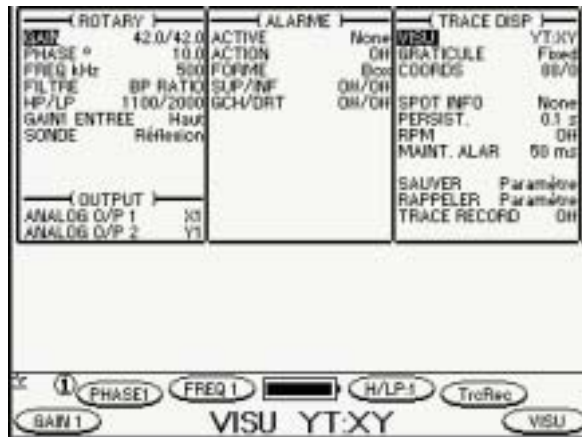 ROTARY
GAIN 42.0/42.0
PHASE ° 10.0
FREQ kHz 500
FILTRE BP RATIO
HP/LP 1100/2000
GAIN1 ENTREE Haut
SONDE Réflexion
OUTPUT
ANALOG O/P 1 X1
ANALOG O/P 2 Y1
ALARME
ACTIVE None
ACTION Off
FORME Box
SUP/INF Off/Off
GCH/DRT Off/Off
TRACE DISP
VISU YT:XY
GRATICULE Fixed
COORDS
SPOT INFO None
PERSIST. 0.1 s
RPM Off
MAINT. ALAR 50 ms
SAUVER Paramètre
RAPPELER Paramètre
TRACE RECORD Off
1 PHASE1 FREQ 1 H/LP:1 TrcRec
GAIN 1 VISU YT:XY VISU